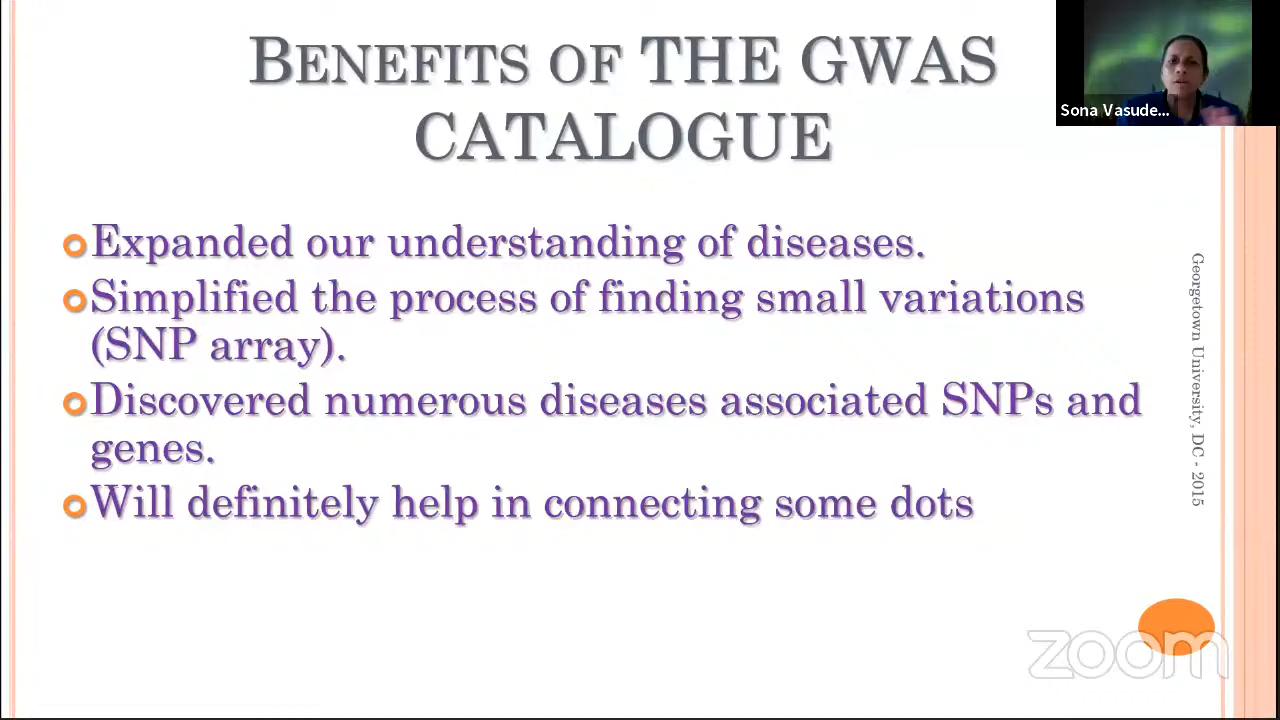 BENEFITS OF THE GWAS
CATALOGUE
Sona Vasude...
Expanded our understanding of diseases.
Simplified the process of finding small variations
(SNP array).
Discovered numerous diseases associated SNPs and
genes.
Will definitely help in connecting some dots
Georgetown University, DC - 2015
zoom